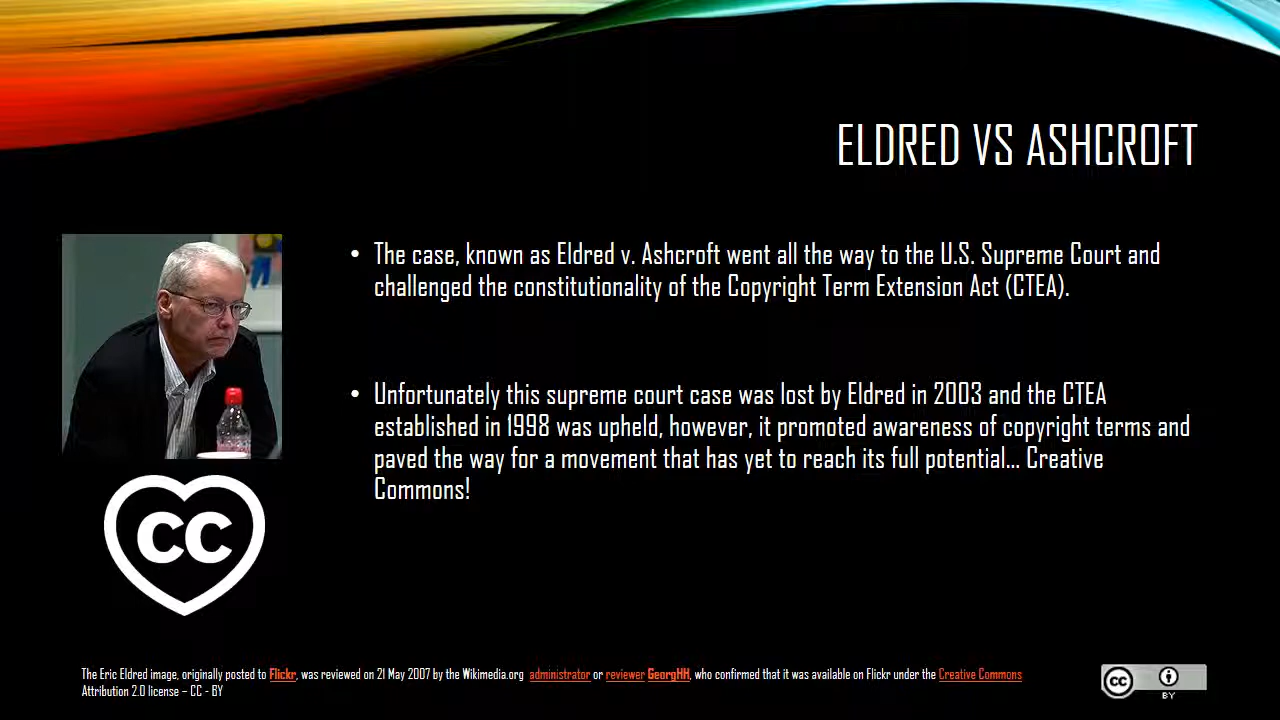 ELDRED VS ASHCROFT
• The case, known as Eldred v. Ashcroft went all the way to the U.S. Supreme Court and
challenged the constitutionality of the Copyright Term Extension Act (CTEA).
• Unfortunately this supreme court case was lost by Eldred in 2003 and the CTEA
established in 1998 was upheld, however, it promoted awareness of copyright terms and
paved the way for a movement that has yet to reach its full potential... Creative
Commons!
CC
The Eric Eldred image, originally posted to Flickr, was reviewed on 21 May 2007 by the Wikimedia.org administrator or reviewer GeorgHH, who confirmed that it was available on Flickr under the Creative Commons
Attribution 2.0 license – CC - BY
CC
BY